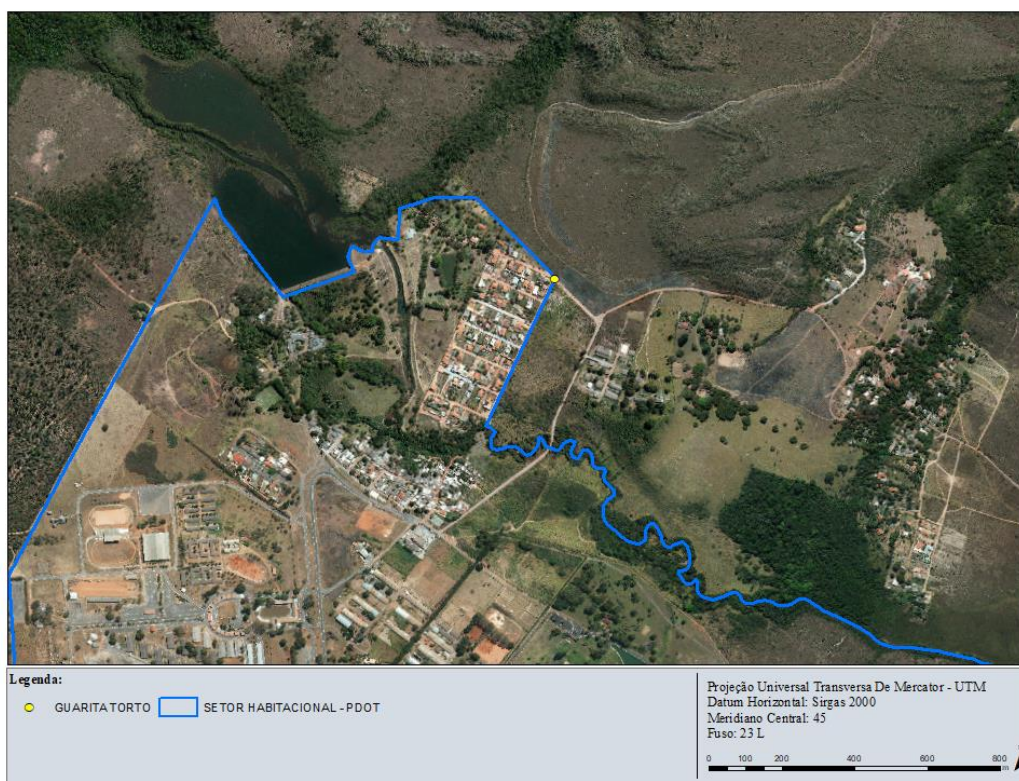 Legenda:
GUARITA TORTO
SETOR HABITACIONAL - PDOT
Projeção Universal Transversa De Mercator - UTM
Datum Horizontal: Sirgas 2000
Meridiano Central: 45
Fuso: 23 L
0 100 200 400 600 800
m